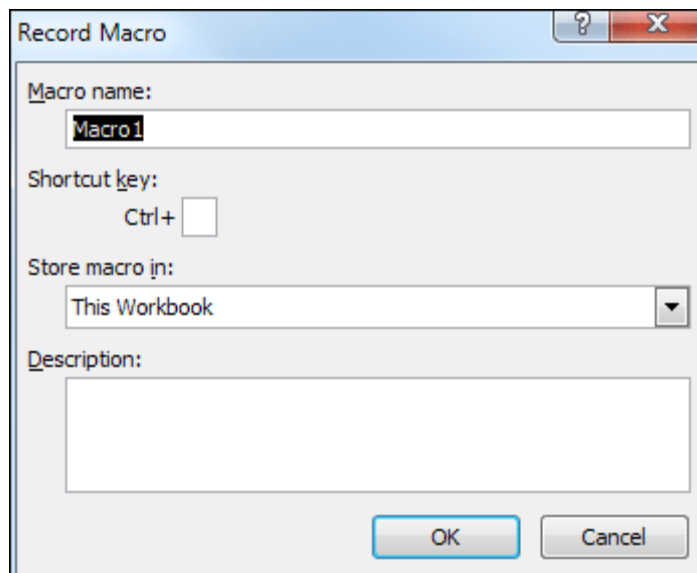 Record Macro
Macro name:
Macro1
Shortcut key:
Ctrl+
Store macro in:
This Workbook
Description:
OK Cancel